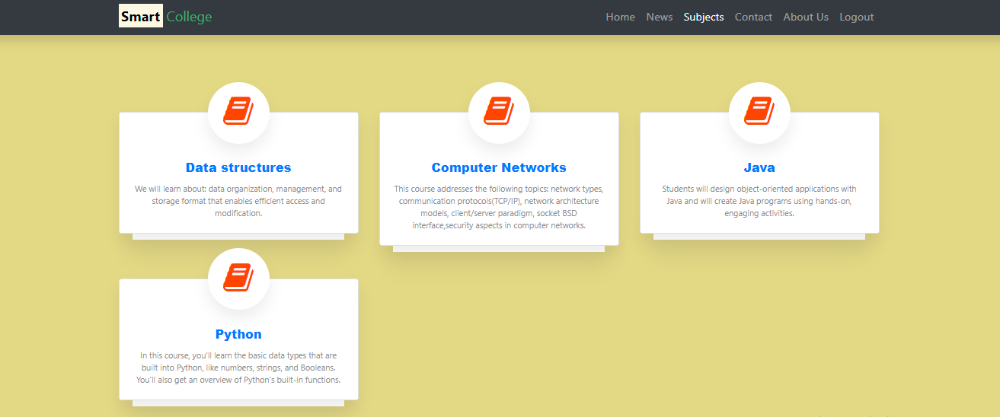 Smart College
Home News Subjects Contact About Us Logout
Data structures
We will learn about: data organization, management, and
storage format that enables efficient access and
modification.
Computer Networks
This course addresses the following topics: network types,
communication protocols(TCP/IP), network architecture
models, client/server paradigm, socket BSD
interface,security aspects in computer networks.
Java
Students will design object-oriented applications with
Java and will create Java programs using hands-on,
engaging activities.
Python
In this course, you'll learn the basic data types that are
built into Python, like numbers, strings, and Booleans.
You'll also get an overview of Python's built-in functions.